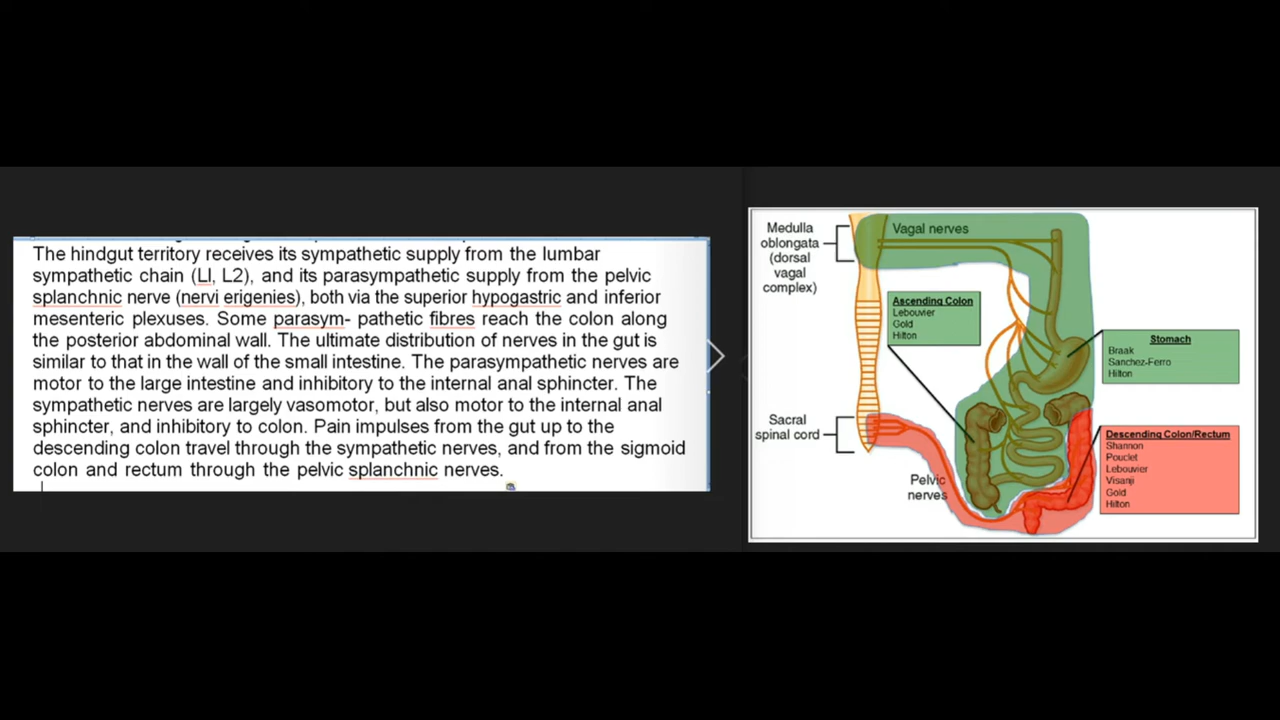 The hindgut territory receives its sympathetic supply from the lumbar
sympathetic chain (LI, L2), and its parasympathetic supply from the pelvic
splanchnic nerve (nervi erigenies), both via the superior hypogastric and inferior
mesenteric plexuses. Some parasym- pathetic fibres reach the colon along
the posterior abdominal wall. The ultimate distribution of nerves in the gut is
similar to that in the wall of the small intestine. The parasympathetic nerves are
motor to the large intestine and inhibitory to the internal anal sphincter. The
sympathetic nerves are largely vasomotor, but also motor to the internal anal
sphincter, and inhibitory to colon. Pain impulses from the gut up to the
descending colon travel through the sympathetic nerves, and from the sigmoid
colon and rectum through the pelvic splanchnic nerves.
Medulla
oblongata
(dorsal
vagal
complex)
Vagal nerves
Ascending Colon
Lebouvier
Gold
Hilton
Stomach
Braak
Sanchez-Ferro
Hilton
Sacral
spinal cord
Pelvic
nerves
Descending Colon/Rectum
Shannon
Pouclet
Lebouvier
Visanji
Gold
Hilton